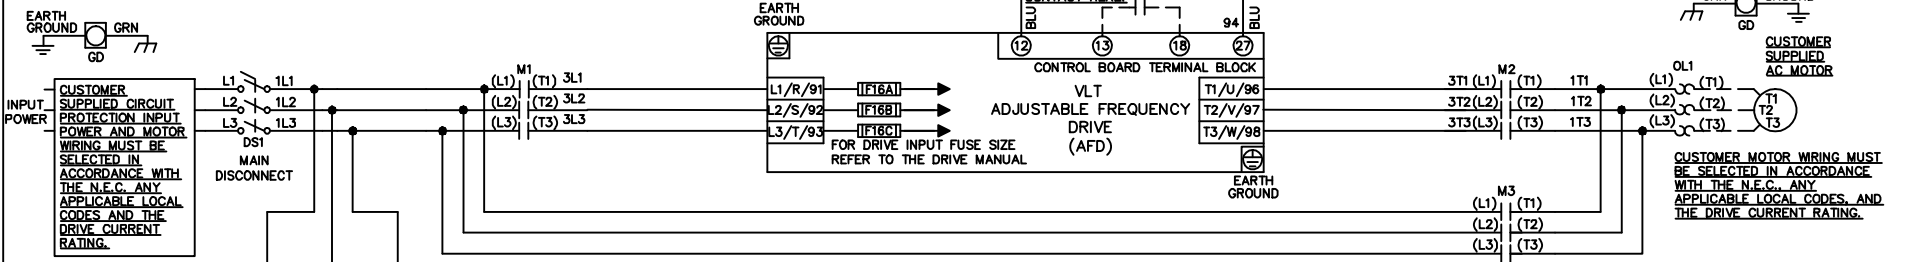 EARTH
GROUND
GRN
GD
INPUT
POWER
CUSTOMER
SUPPLIED CIRCUIT
PROTECTION INPUT
POWER AND MOTOR
WIRING MUST BE
SELECTED IN
ACCORDANCE WITH
THE N.E.C. ANY
APPLICABLE LOCAL
CODES AND THE
DRIVE CURRENT
RATING.
L1 1L1
L2 1L2
L3 1L3
DS1
MAIN
DISCONNECT
M1
(L1) (T1) 3L1
(L2) (T2) 3L2
(L3) (T3) 3L3
EARTH
GROUND
BLU
94
BLU
12
13
18
27
CONTROL BOARD TERMINAL BLOCK
L1/R/91
L2/S/92
L3/T/93
F16A
F16B
F16C
FOR DRIVE INPUT FUSE SIZE
REFER TO THE DRIVE MANUAL
VLT
ADJUSTABLE FREQUENCY
DRIVE
(AFD)
T1/U/96
T2/V/97
T3/W/98
EARTH
GROUND
M2
3T1 (L1) (T1) 1T1
3T2(L2) (T2) 1T2
3T3(L3) (T3) 1T3
M3
(L1) (T1)
(L2) (T2)
(L3) (T3)
GD
CUSTOMER
SUPPLIED
AC MOTOR
OL1
(L1) (T1)
(L2) (T2)
(L3) (T3)
T1
T2
T3
CUSTOMER MOTOR WIRING MUST
BE SELECTED IN ACCORDANCE
WITH THE N.E.C., ANY
APPLICABLE LOCAL CODES, AND
THE DRIVE CURRENT RATING.